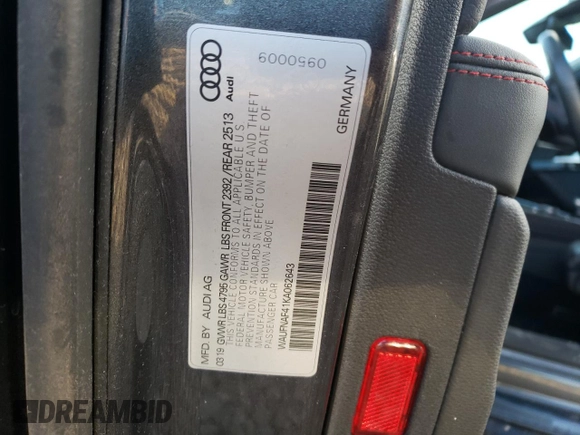 MFD. BY AUDI AG
03 19 GVWR LBS 4795 GAWR LBS FRONT 2392 / REAR 2513
THIS VEHICLE CONFORMS TO ALL APPLICABLE U S
FEDERAL MOTOR VEHICLE SAFETY, BUMPER AND THEFT
PREVENTION STANDARDS IN EFFECT ON THE DATE OF
MANUFACTURE SHOWN ABOVE
PASSENGER CAR
WAUFNAF41KA062643
GERMANY
Audi
0950009
DREAMBID